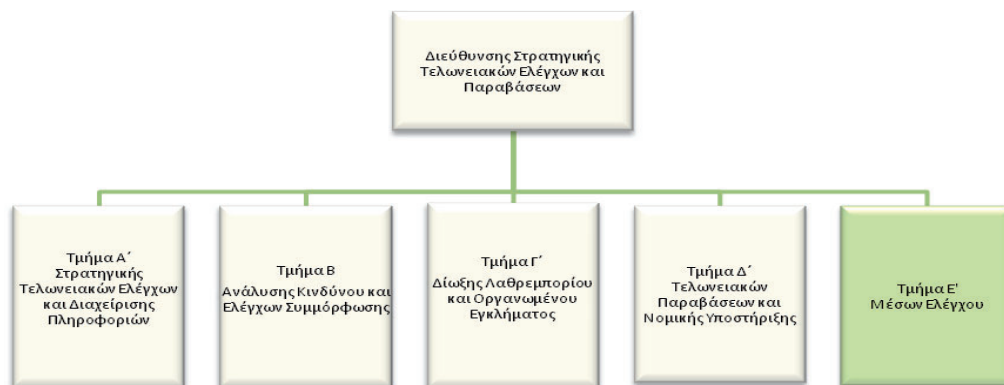 Διεύθυνσης Στρατηγικής
Τελωνειακών Ελέγχων και
Παραβάσεων
Τμήμα Α΄
Στρατηγικής
Τελωνειακών Ελέγχων
και Διαχείρισης
Πληροφοριών
Τμήμα Β
Ανάλυσης Κινδύνου και
Ελέγχων Συμμόρφωσης
Τμήμα Γ΄
Δίωξης Λαθρεμπορίου
και Οργανωμένου
Εγκλήματος
Τμήμα Δ΄
Τελωνειακών
Παραβάσεων και
Νομικής Υποστήριξης
Τμήμα Ε'
Μέσων Ελέγχου